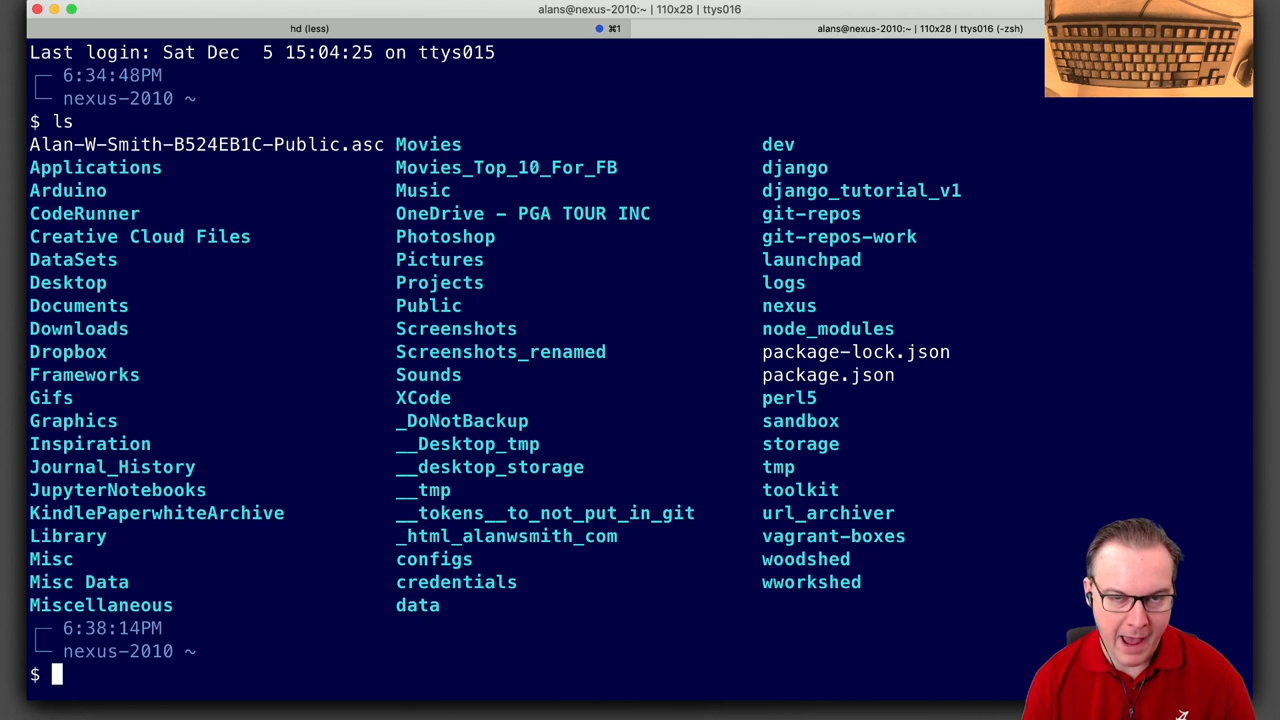 alans@nexus-2010:~ | 110x28 | ttys016
hd (less) ⌘1 alans@nexus-2010:~ | 110x28 | ttys016 (-zsh)
Last login: Sat Dec  5 15:04:25 on ttys015
┌─ 6:34:48PM
└─ nexus-2010 ~
$ ls
Alan-W-Smith-B524EB1C-Public.asc Movies dev
Applications Movies_Top_10_For_FB django
Arduino Music django_tutorial_v1
CodeRunner OneDrive - PGA TOUR INC git-repos
Creative Cloud Files Photoshop git-repos-work
DataSets Pictures launchpad
Desktop Projects logs
Documents Public nexus
Downloads Screenshots node_modules
Dropbox Screenshots_renamed package-lock.json
Frameworks Sounds package.json
Gifs XCode perl5
Graphics _DoNotBackup sandbox
Inspiration __Desktop_tmp storage
Journal_History __desktop_storage tmp
JupyterNotebooks __tmp toolkit
KindlePaperwhiteArchive __tokens__to_not_put_in_git url_archiver
Library _html_alanwsmith_com vagrant-boxes
Misc configs woodshed
Misc Data credentials wworkshed
Miscellaneous data
┌─ 6:38:14PM
└─ nexus-2010 ~
$